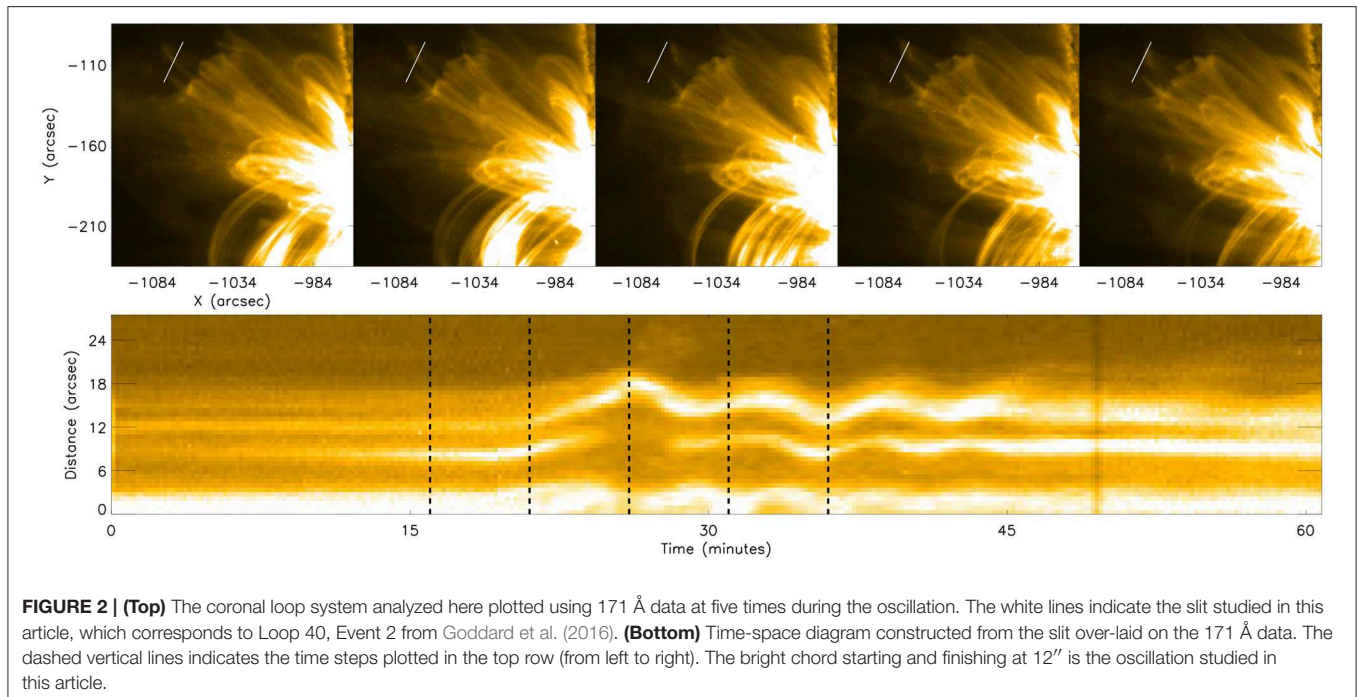 −110
−160
−210
Y (arcsec)
−1084 −1034 −984 −1084 −1034 −984 −1084 −1034 −984 −1084 −1034 −984 −1084 −1034 −984
X (arcsec)
24
18
12
6
0
Distance (arcsec)
0 15 30 45 60
Time (minutes)
FIGURE 2 | (Top) The coronal loop system analyzed here plotted using 171 Å data at five times during the oscillation. The white lines indicate the slit studied in this
article, which corresponds to Loop 40, Event 2 from Goddard et al. (2016). (Bottom) Time-space diagram constructed from the slit over-laid on the 171 Å data. The
dashed vertical lines indicates the time steps plotted in the top row (from left to right). The bright chord starting and finishing at 12″ is the oscillation studied in
this article.